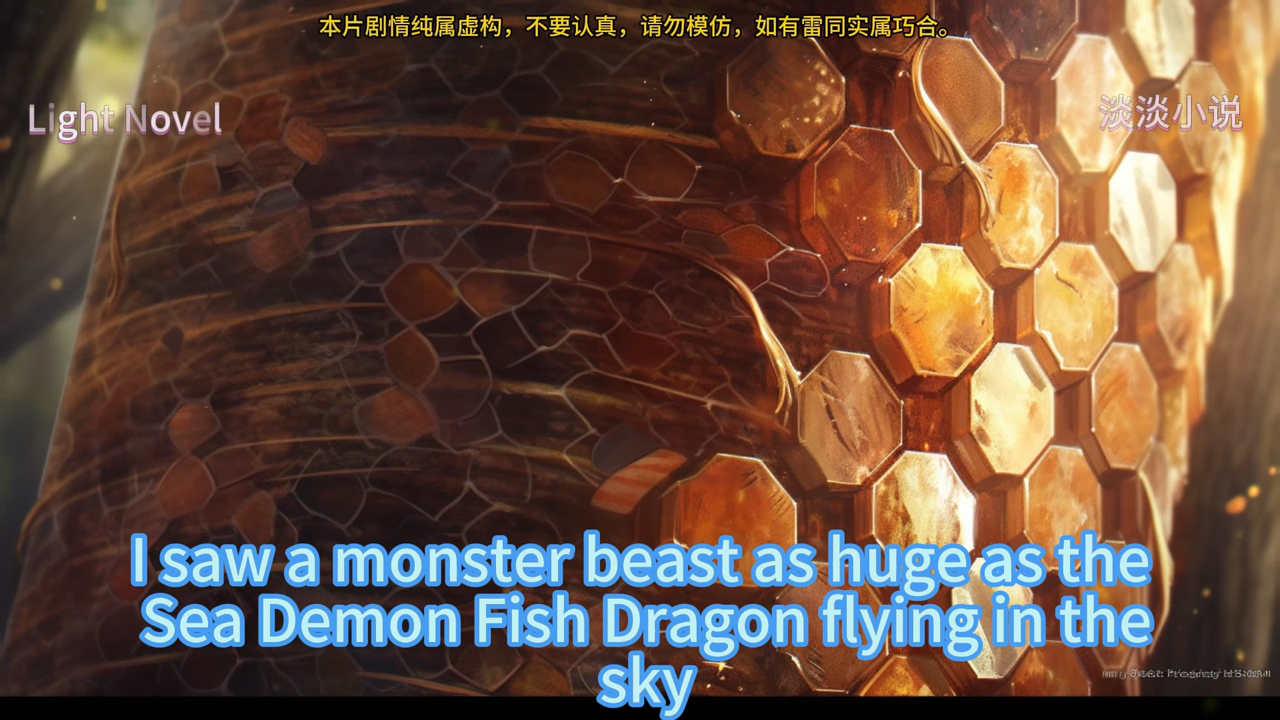 本片剧情纯属虚构，不要认真，请勿模仿，如有雷同实属巧合。
Light Novel
淡淡小说
I saw a monster beast as huge as the
Sea Demon Fish Dragon flying in the
sky